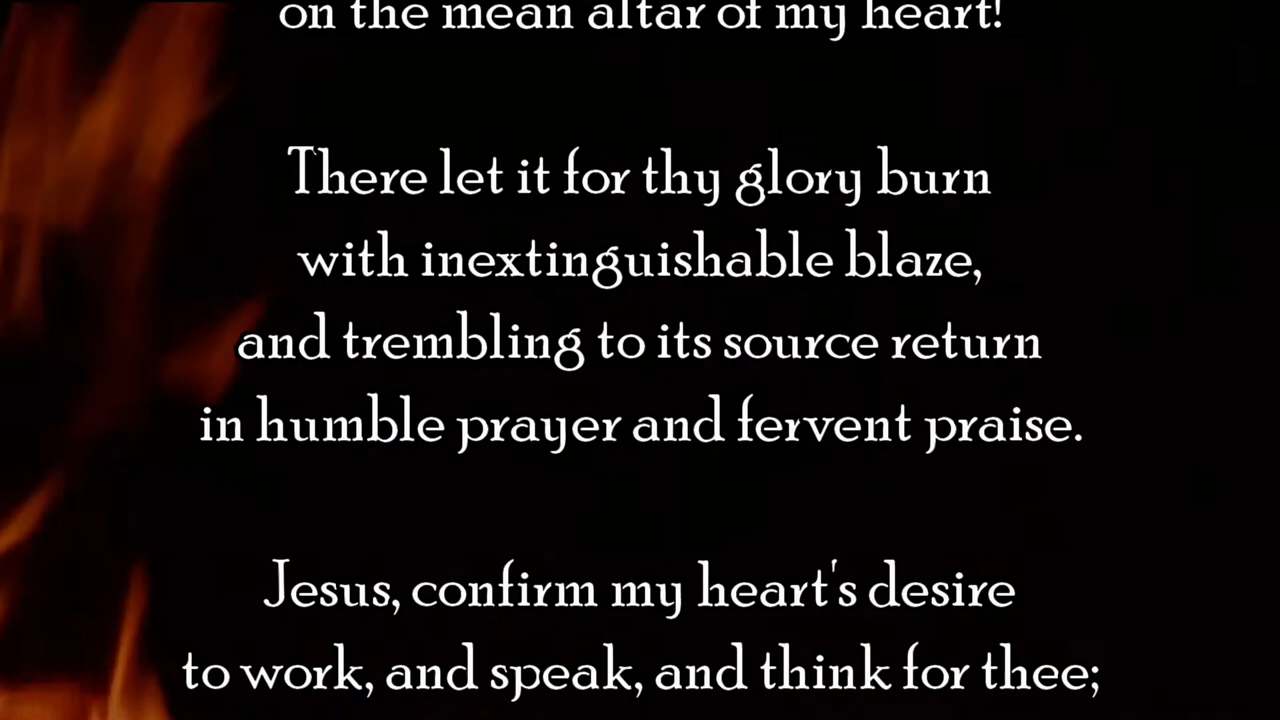 on the mean altar of my heart!
There let it for thy glory burn
with inextinguishable blaze,
and trembling to its source return
in humble prayer and fervent praise.
Jesus, confirm my heart's desire
to work, and speak, and think for thee;